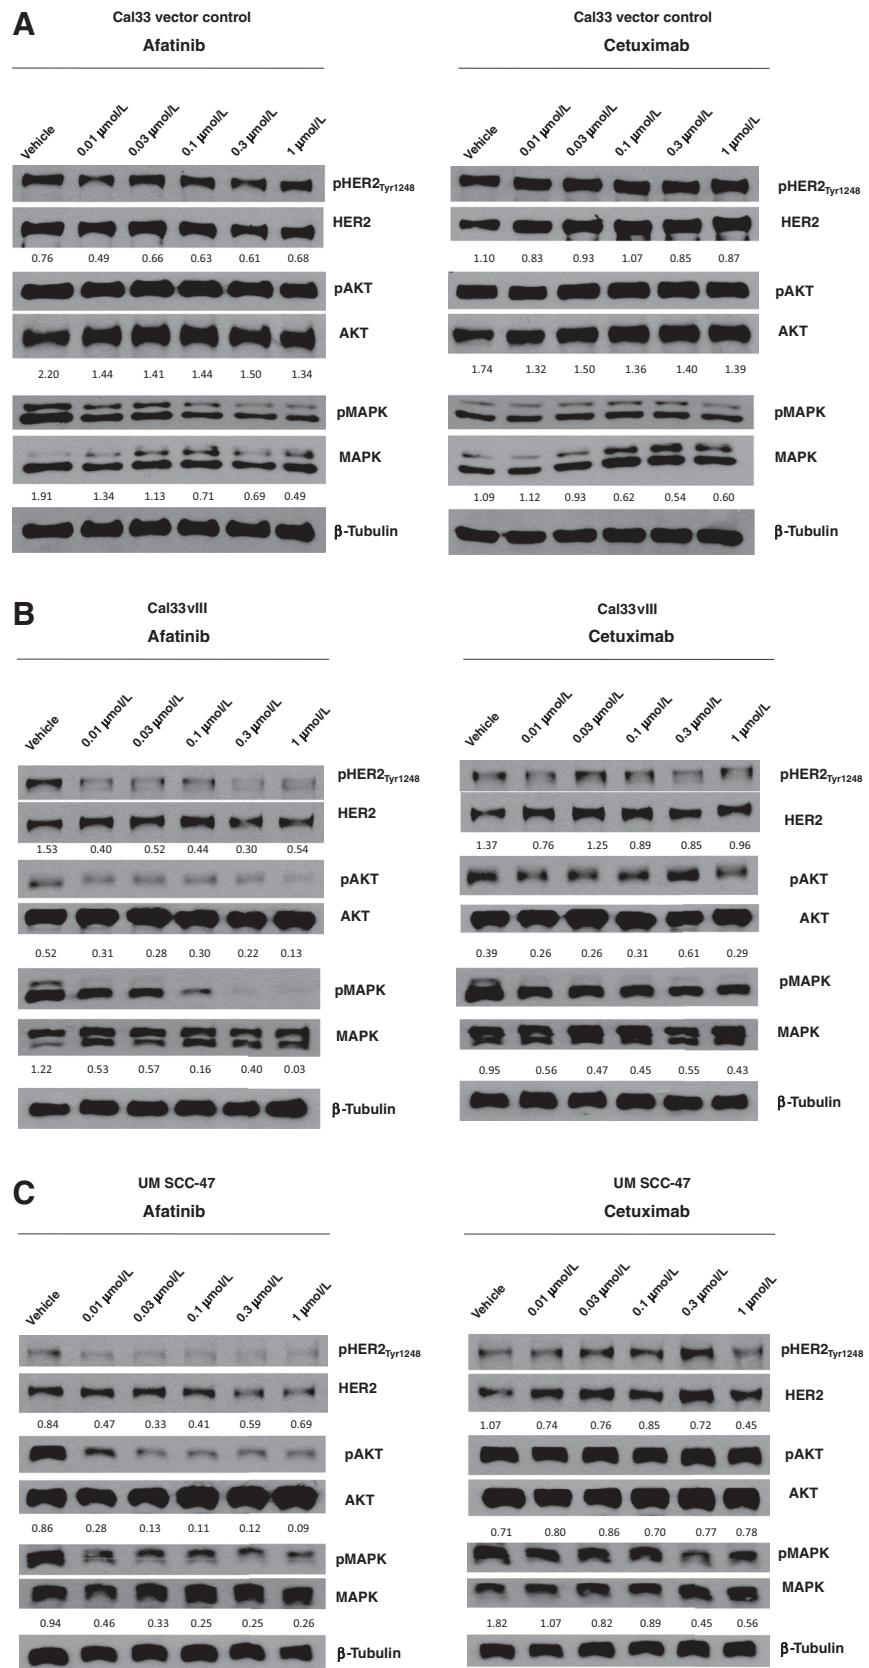 A
Cal33 vector control
Afatinib
Vehicle
0.01 µmol/L
0.03 µmol/L
0.1 µmol/L
0.3 µmol/L
1 µmol/L
pHER2Tyr1248
HER2
0.76 0.49 0.66 0.63 0.61 0.68
pAKT
AKT
2.20 1.44 1.41 1.44 1.50 1.34
pMAPK
MAPK
1.91 1.34 1.13 0.71 0.69 0.49
β-Tubulin
Cal33 vector control
Cetuximab
Vehicle
0.01 µmol/L
0.03 µmol/L
0.1 µmol/L
0.3 µmol/L
1 µmol/L
pHER2Tyr1248
HER2
1.10 0.83 0.93 1.07 0.85 0.87
pAKT
AKT
1.74 1.32 1.50 1.36 1.40 1.39
pMAPK
MAPK
1.09 1.12 0.93 0.62 0.54 0.60
β-Tubulin
B
Cal33vIII
Afatinib
Vehicle
0.01 µmol/L
0.03 µmol/L
0.1 µmol/L
0.3 µmol/L
1 µmol/L
pHER2Tyr1248
HER2
1.53 0.40 0.52 0.44 0.30 0.54
pAKT
AKT
0.52 0.31 0.28 0.30 0.22 0.13
pMAPK
MAPK
1.22 0.53 0.57 0.16 0.40 0.03
β-Tubulin
Cal33vIII
Cetuximab
Vehicle
0.01 µmol/L
0.03 µmol/L
0.1 µmol/L
0.3 µmol/L
1 µmol/L
pHER2Tyr1248
HER2
1.37 0.76 1.25 0.89 0.85 0.96
pAKT
AKT
0.39 0.26 0.26 0.31 0.61 0.29
pMAPK
MAPK
0.95 0.56 0.47 0.45 0.55 0.43
β-Tubulin
C
UM SCC-47
Afatinib
Vehicle
0.01 µmol/L
0.03 µmol/L
0.1 µmol/L
0.3 µmol/L
1 µmol/L
pHER2Tyr1248
HER2
0.84 0.47 0.33 0.41 0.59 0.69
pAKT
AKT
0.86 0.28 0.13 0.11 0.12 0.09
pMAPK
MAPK
0.94 0.46 0.33 0.25 0.25 0.26
β-Tubulin
UM SCC-47
Cetuximab
Vehicle
0.01 µmol/L
0.03 µmol/L
0.1 µmol/L
0.3 µmol/L
1 µmol/L
pHER2Tyr1248
HER2
1.07 0.74 0.76 0.85 0.72 0.45
pAKT
AKT
0.71 0.80 0.86 0.70 0.77 0.78
pMAPK
MAPK
1.82 1.07 0.82 0.89 0.45 0.56
β-Tubulin